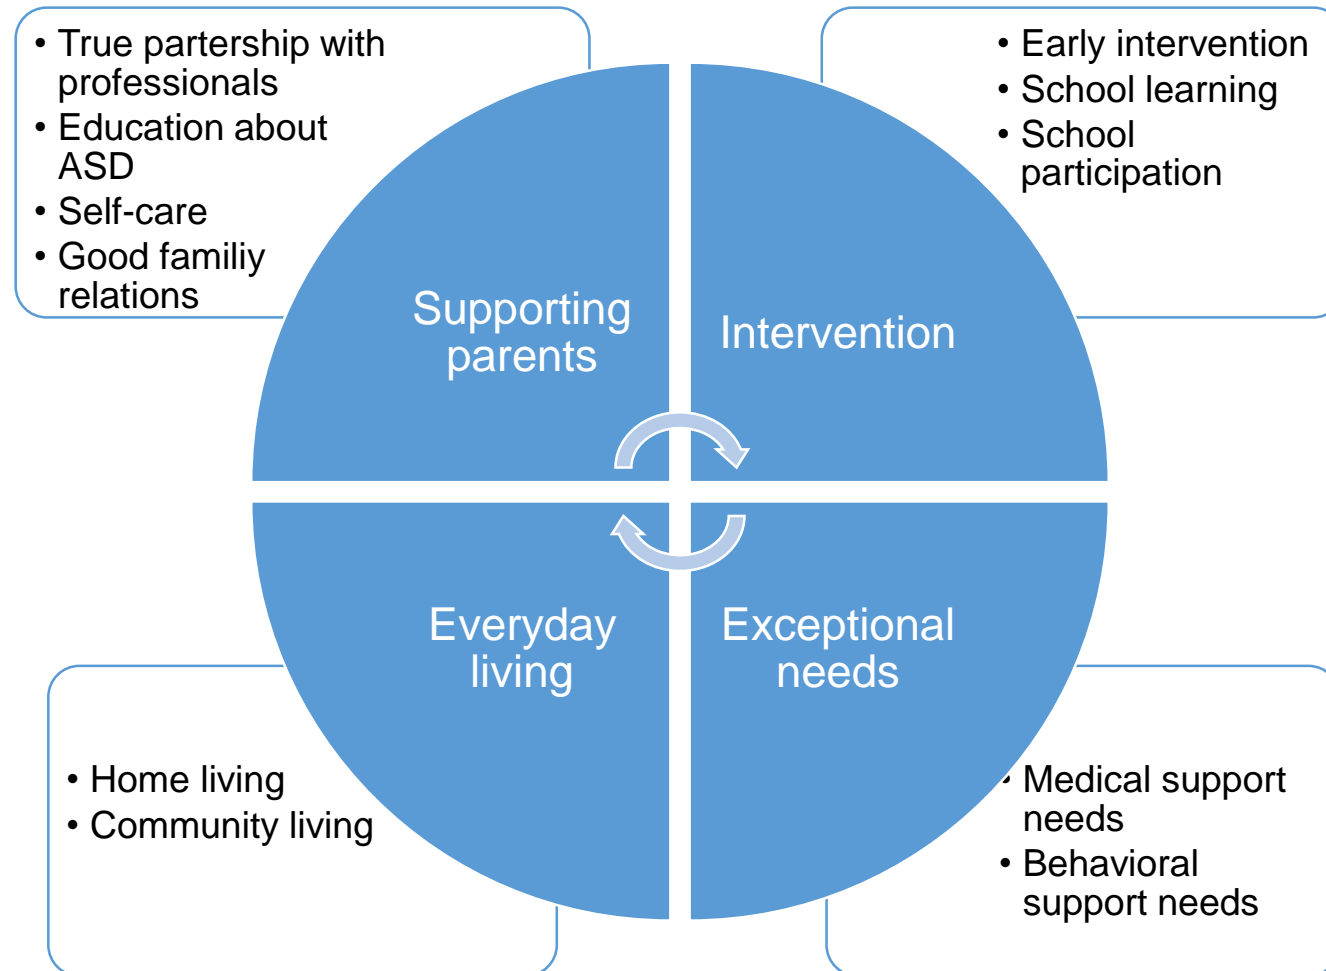 • True partership with
professionals
• Education about
ASD
• Self-care
• Good familiy
relations
• Early intervention
• School learning
• School
participation
Supporting
parents
Intervention
Everyday
living
Exceptional
needs
• Home living
• Community living
• Medical support
needs
• Behavioral
support needs